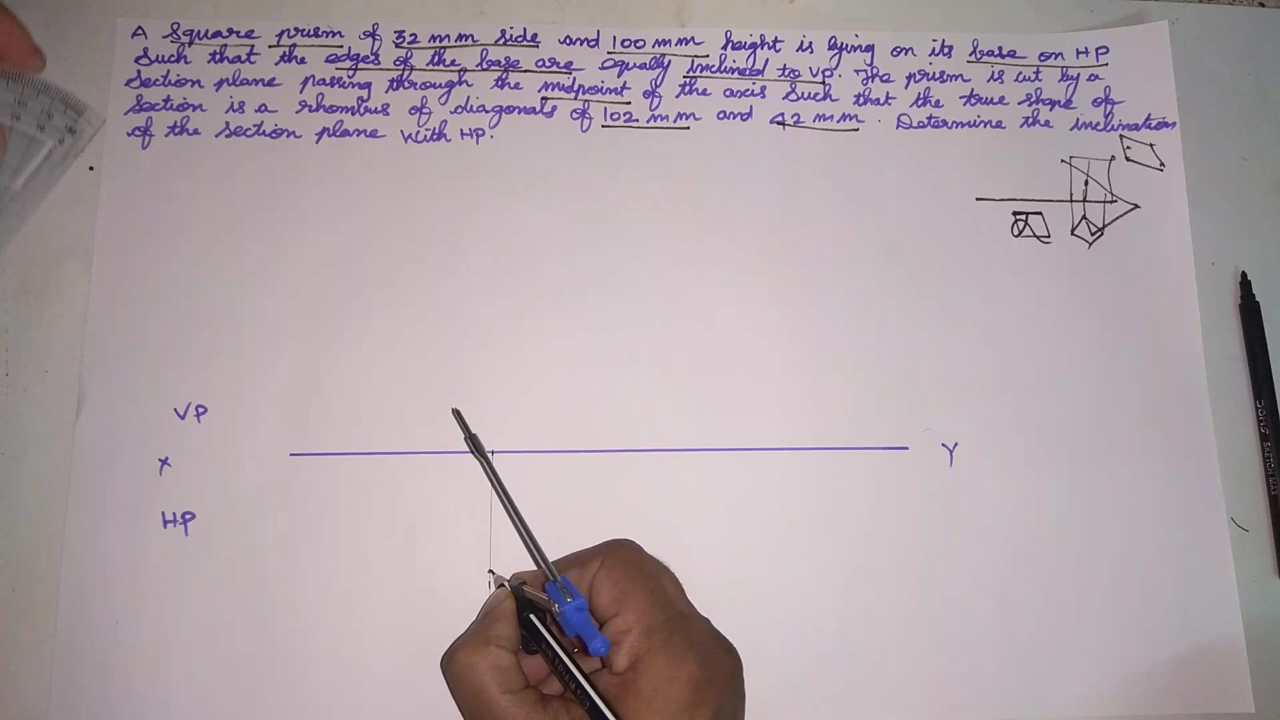 A square prism of 32 mm side and 100 mm height is lying on its base on HP
such that the edges of the base are equally inclined to VP. The prism is cut by a
section plane passing through the midpoint of the axis such that the true shape of
section is a rhombus of diagonals of 102 mm and 42 mm. Determine the inclination
of the section plane with HP.
VP
X Y
HP